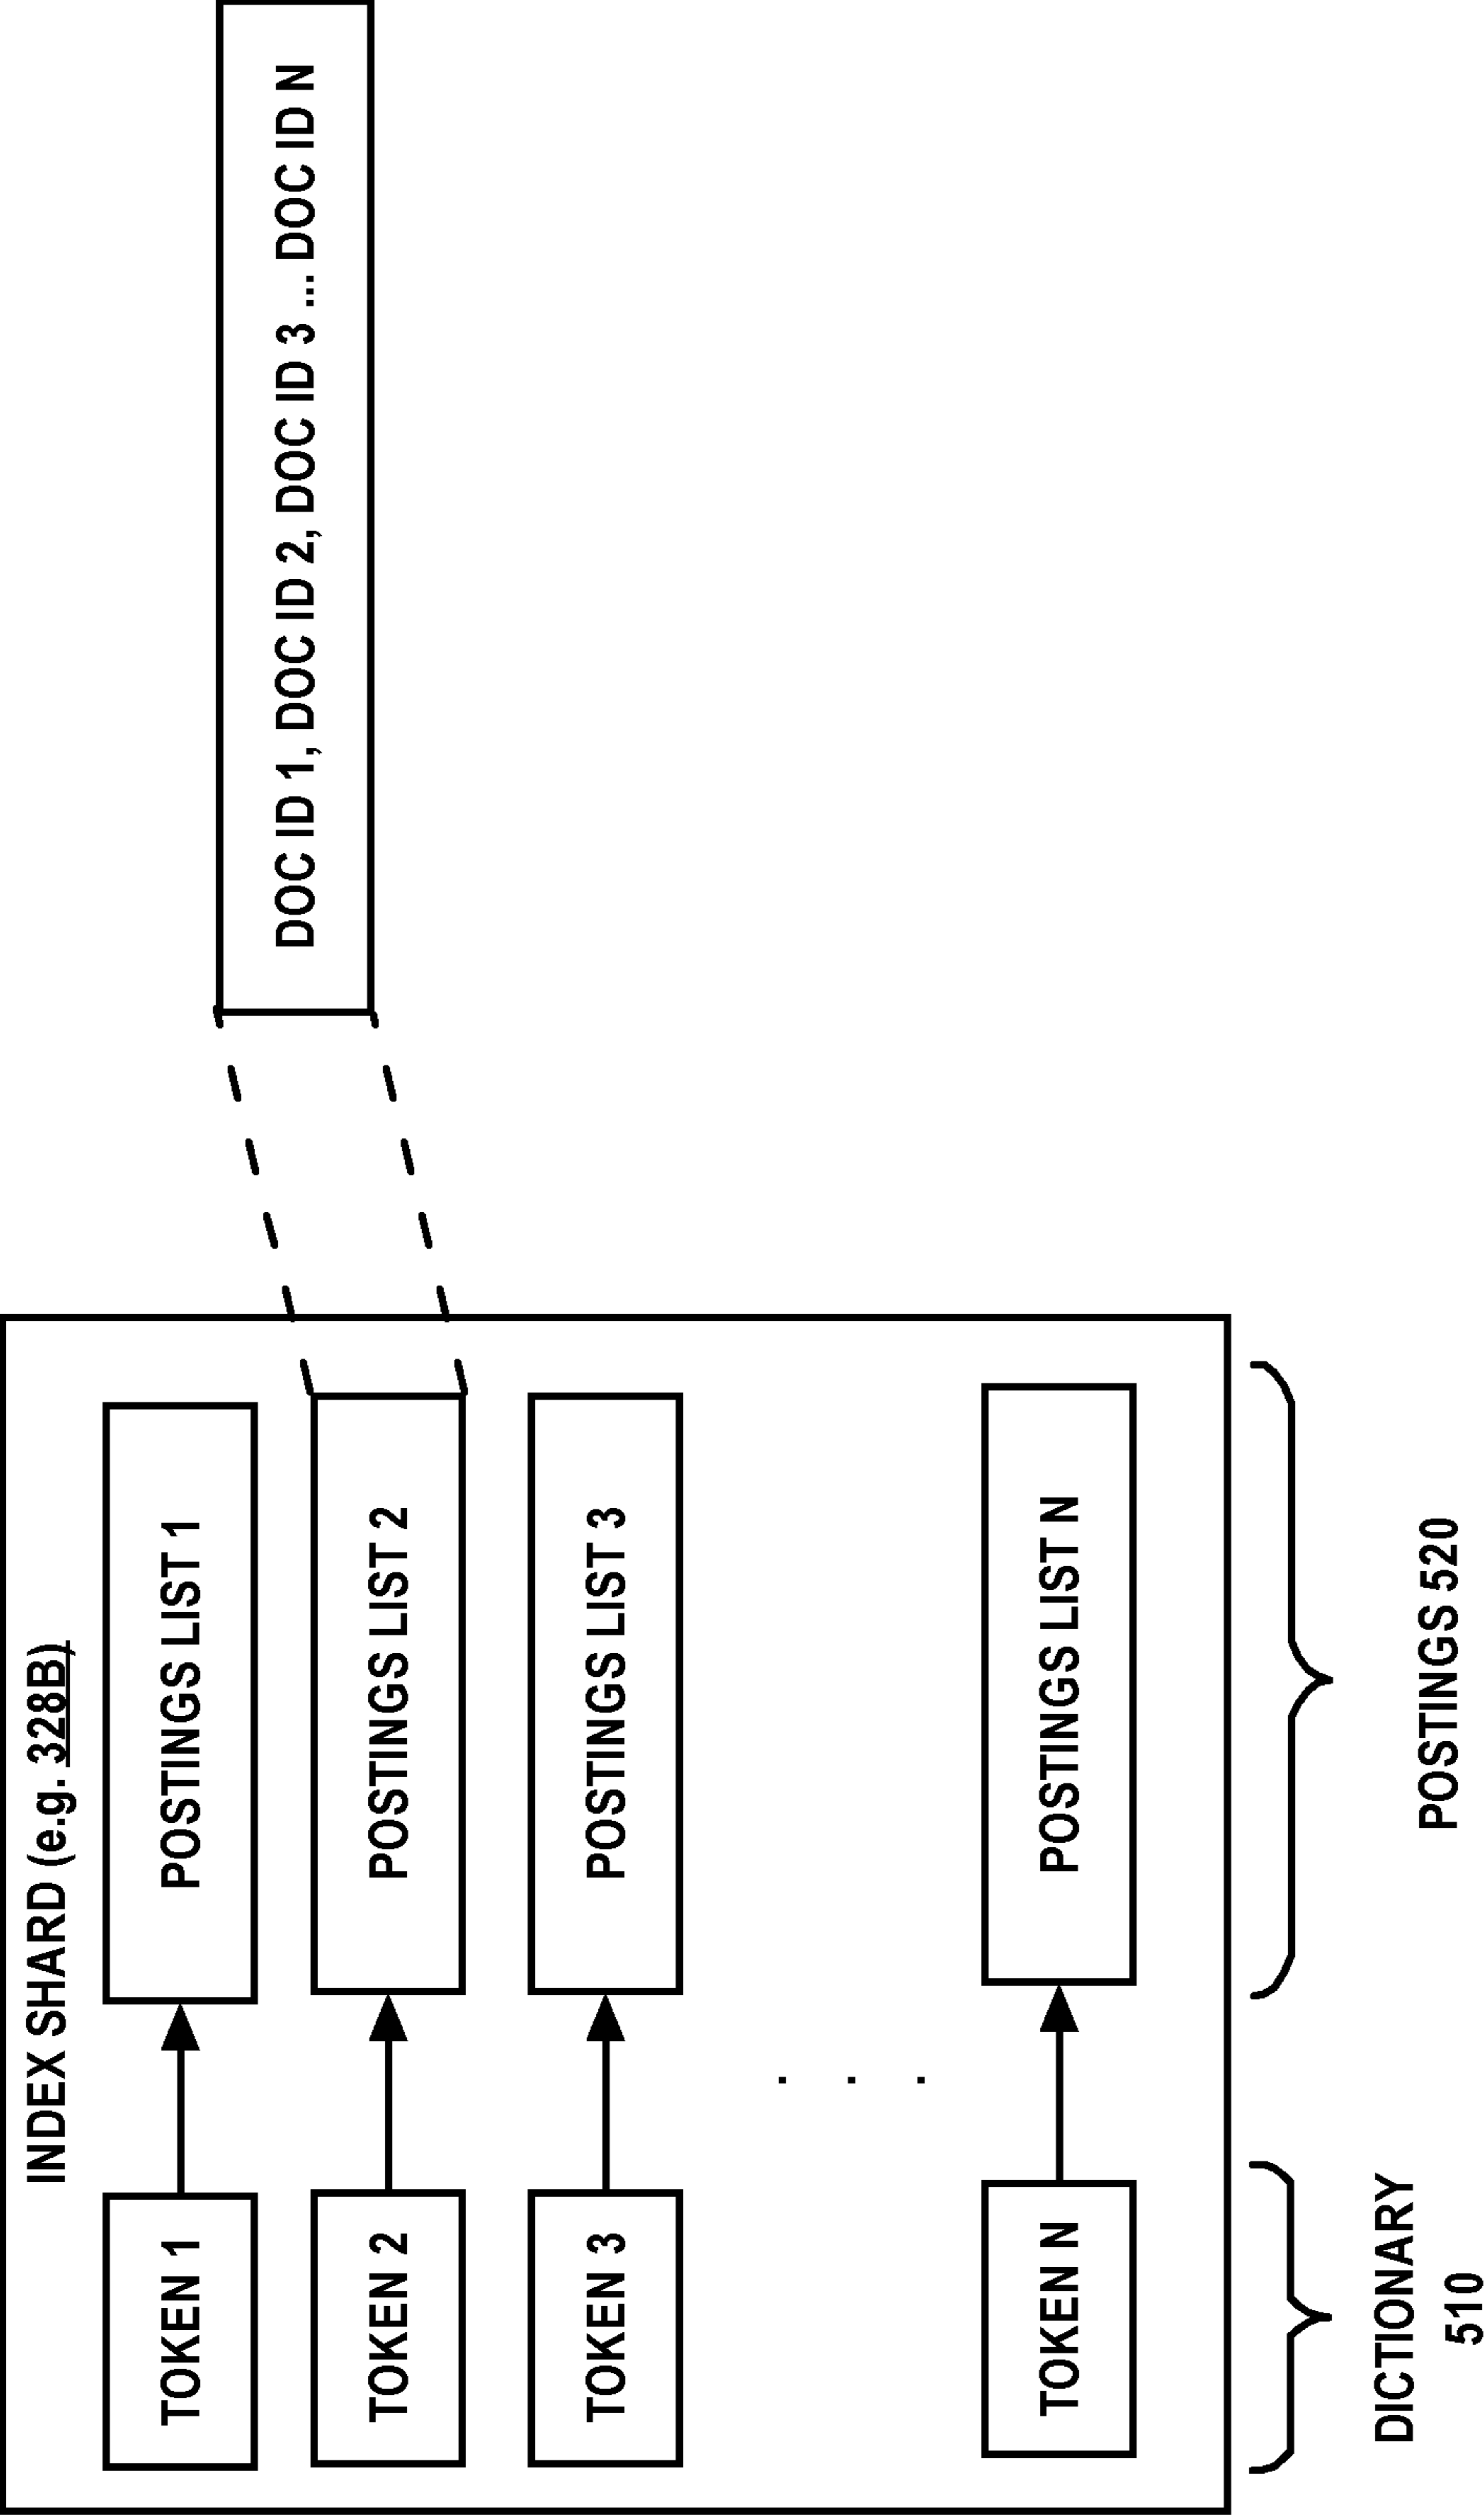 INDEX SHARD (e.g. 328B)
TOKEN 1
POSTINGS LIST 1
TOKEN 2
POSTINGS LIST 2
DOC ID 1, DOC ID 2, DOC ID 3 ... DOC ID N
TOKEN 3
POSTINGS LIST 3
. . .
TOKEN N
POSTINGS LIST N
DICTIONARY
510
POSTINGS 520